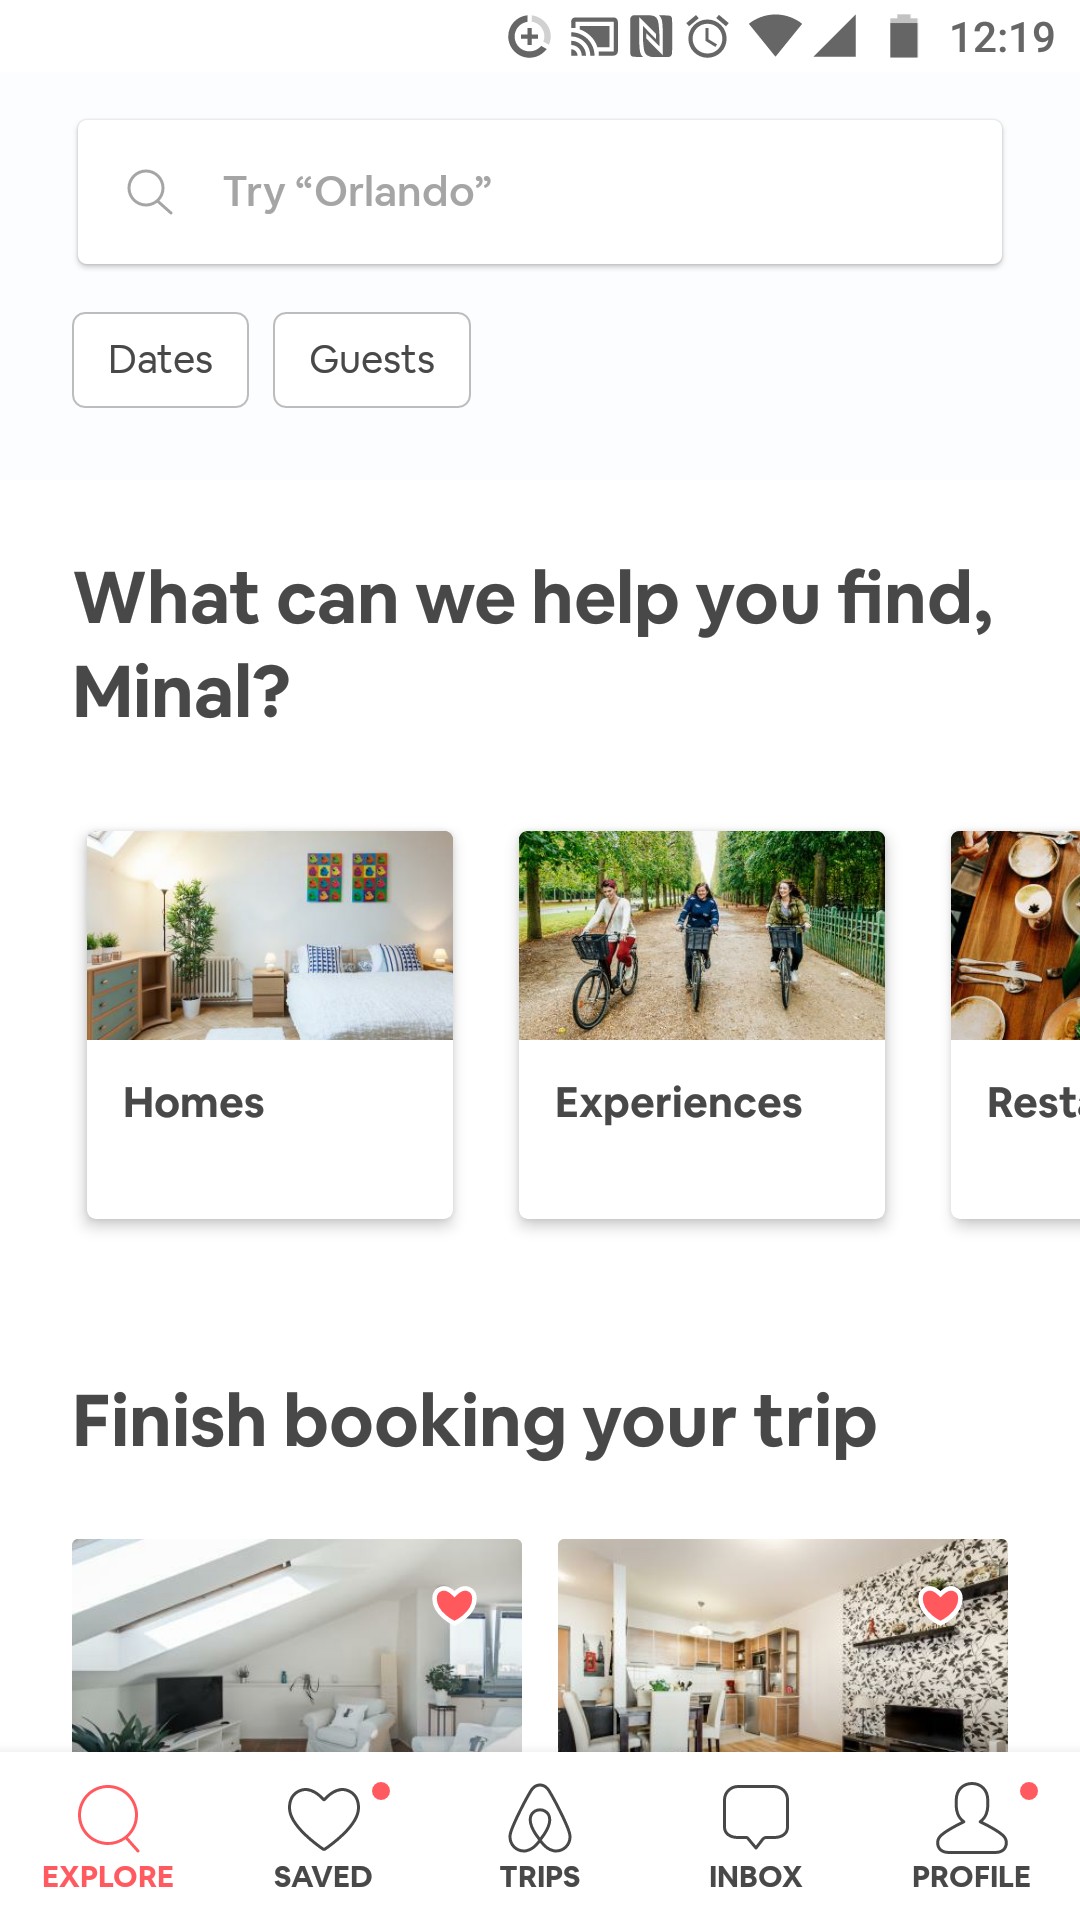 12:19
Try “Orlando”
Dates Guests
What can we help you find,
Minal?
Homes Experiences
Finish booking your trip
EXPLORE SAVED TRIPS INBOX PROFILE